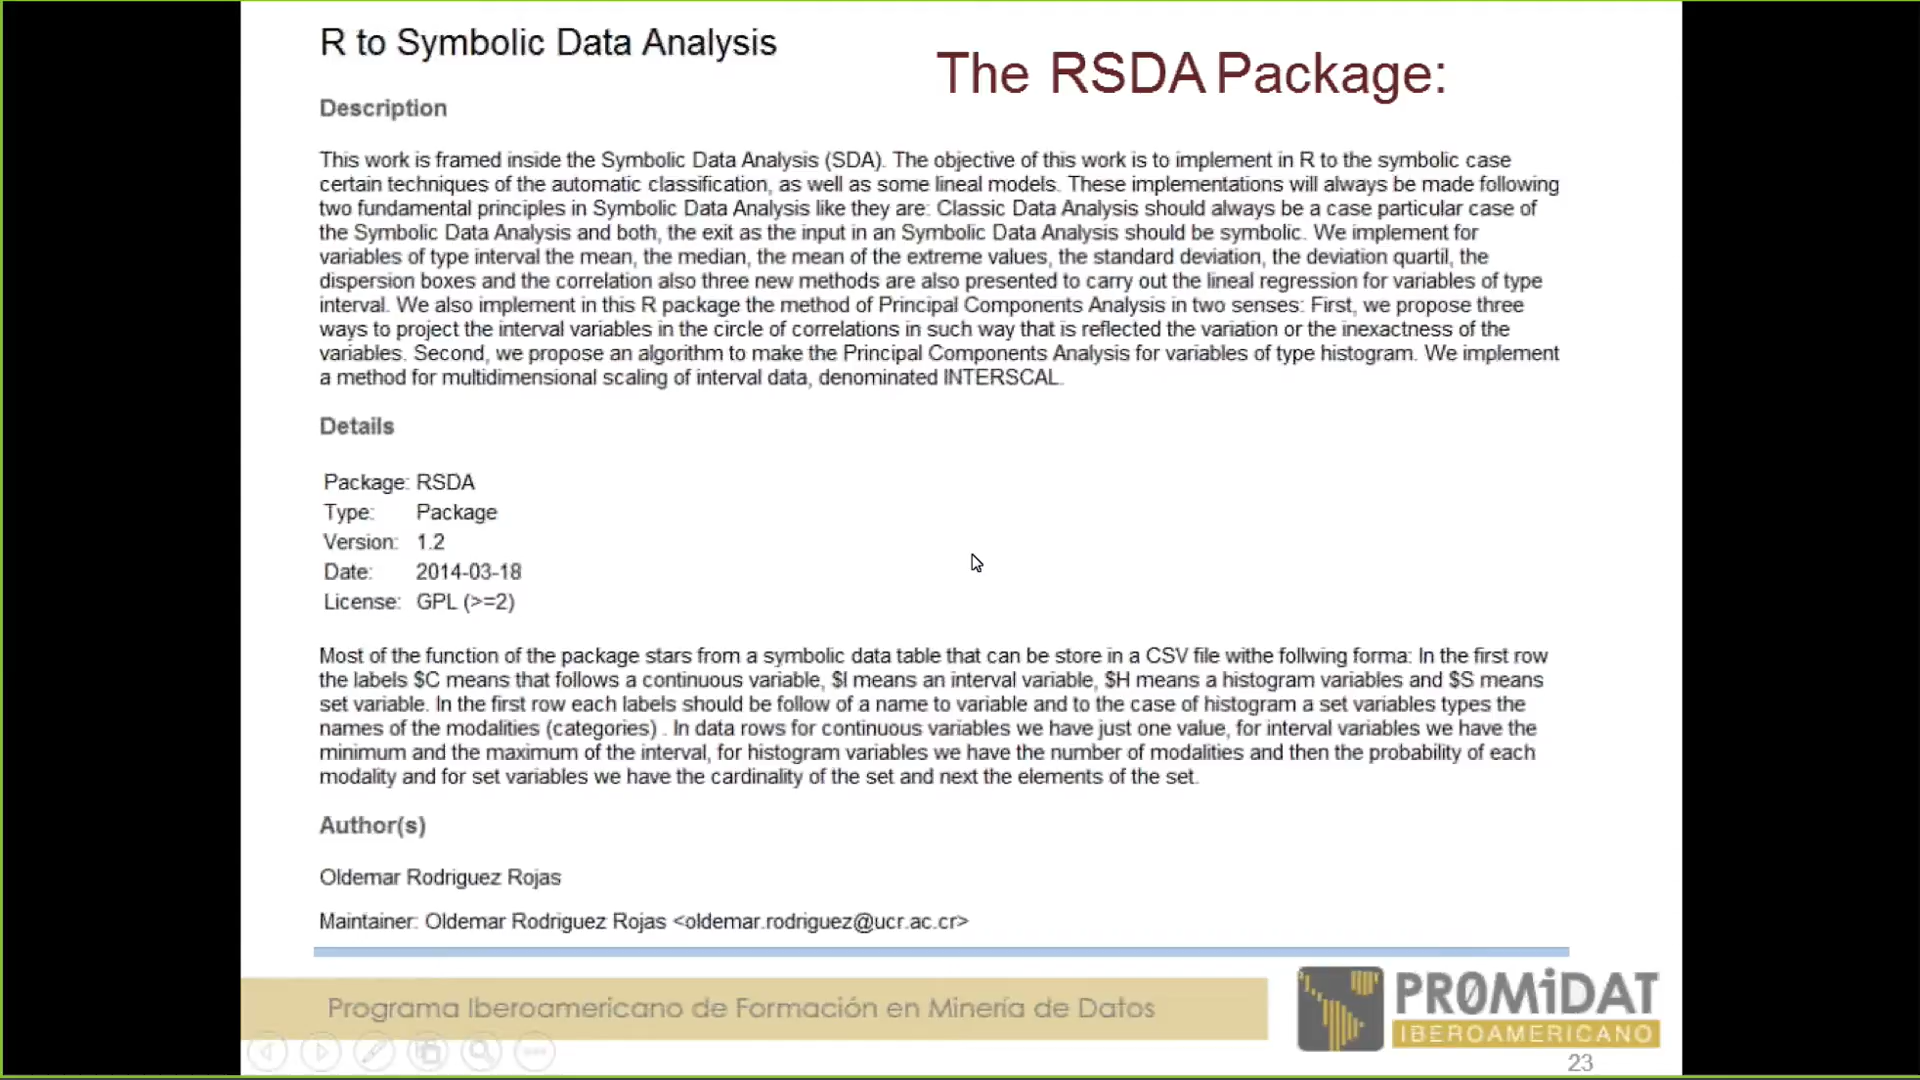 R to Symbolic Data Analysis
The RSDA Package:
Description
This work is framed inside the Symbolic Data Analysis (SDA). The objective of this work is to implement in R to the symbolic case
certain techniques of the automatic classification, as well as some lineal models. These implementations will always be made following
two fundamental principles in Symbolic Data Analysis like they are: Classic Data Analysis should always be a case particular case of
the Symbolic Data Analysis and both, the exit as the input in an Symbolic Data Analysis should be symbolic. We implement for
variables of type interval the mean, the median, the mean of the extreme values, the standard deviation, the deviation quartil, the
dispersion boxes and the correlation also three new methods are also presented to carry out the lineal regression for variables of type
interval. We also implement in this R package the method of Principal Components Analysis in two senses: First, we propose three
ways to project the interval variables in the circle of correlations in such way that is reflected the variation or the inexactness of the
variables. Second, we propose an algorithm to make the Principal Components Analysis for variables of type histogram. We implement
a method for multidimensional scaling of interval data, denominated INTERSCAL.
Details
Package: RSDA
Type: Package
Version: 1.2
Date: 2014-03-18
License: GPL (>=2)
Most of the function of the package stars from a symbolic data table that can be store in a CSV file withe follwing forma: In the first row
the labels $C means that follows a continuous variable, $I means an interval variable, $H means a histogram variables and $S means
set variable. In the first row each labels should be follow of a name to variable and to the case of histogram a set variables types the
names of the modalities (categories) . In data rows for continuous variables we have just one value, for interval variables we have the
minimum and the maximum of the interval, for histogram variables we have the number of modalities and then the probability of each
modality and for set variables we have the cardinality of the set and next the elements of the set.
Author(s)
Oldemar Rodriguez Rojas
Maintainer: Oldemar Rodriguez Rojas <oldemar.rodriguez@ucr.ac.cr>
Programa Iberoamericano de Formación en Minería de Datos
PR0MiDAT
IBEROAMERICANO
23